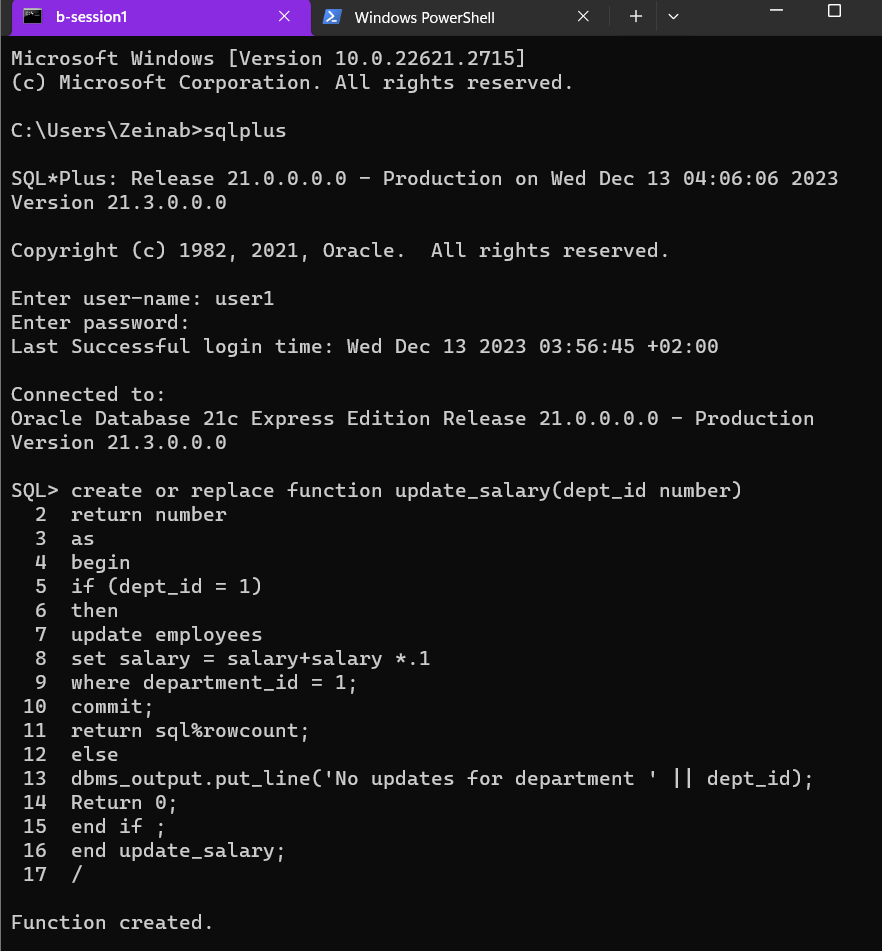 b-session1
Windows PowerShell
Microsoft Windows [Version 10.0.22621.2715]
(c) Microsoft Corporation. All rights reserved.
C:\Users\Zeinab>sqlplus
SQL*Plus: Release 21.0.0.0.0 - Production on Wed Dec 13 04:06:06 2023
Version 21.3.0.0.0
Copyright (c) 1982, 2021, Oracle.  All rights reserved.
Enter user-name: user1
Enter password:
Last Successful login time: Wed Dec 13 2023 03:56:45 +02:00
Connected to:
Oracle Database 21c Express Edition Release 21.0.0.0.0 - Production
Version 21.3.0.0.0
SQL> create or replace function update_salary(dept_id number)
  2  return number
  3  as
  4  begin
  5  if (dept_id = 1)
  6  then
  7  update employees
  8  set salary = salary+salary *.1
  9  where department_id = 1;
 10  commit;
 11  return sql%rowcount;
 12  else
 13  dbms_output.put_line('No updates for department ' || dept_id);
 14  Return 0;
 15  end if ;
 16  end update_salary;
 17  /
Function created.